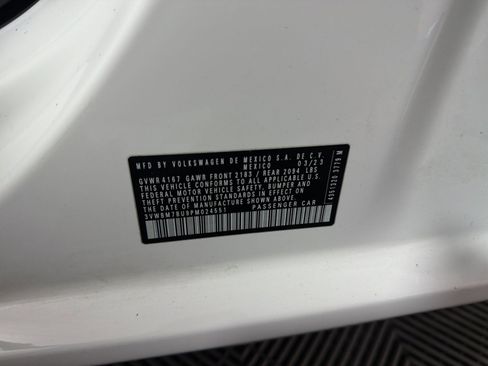 MFD BY VOLKSWAGEN DE MEXICO S.A. DE C.V.
MEXICO 03/23
GVWR 4167 GAWR FRONT 2183 / REAR 2094 LBS
THIS VEHICLE CONFORMS TO ALL APPLICABLE
FEDERAL MOTOR VEHICLE SAFETY, BUMPER AND
THEFT PREVENTION STANDARDS IN EFFECT ON
THE DATE OF MANUFACTURE SHOWN ABOVE
3VWBM7BU9PM024551 PASSENGER CAR